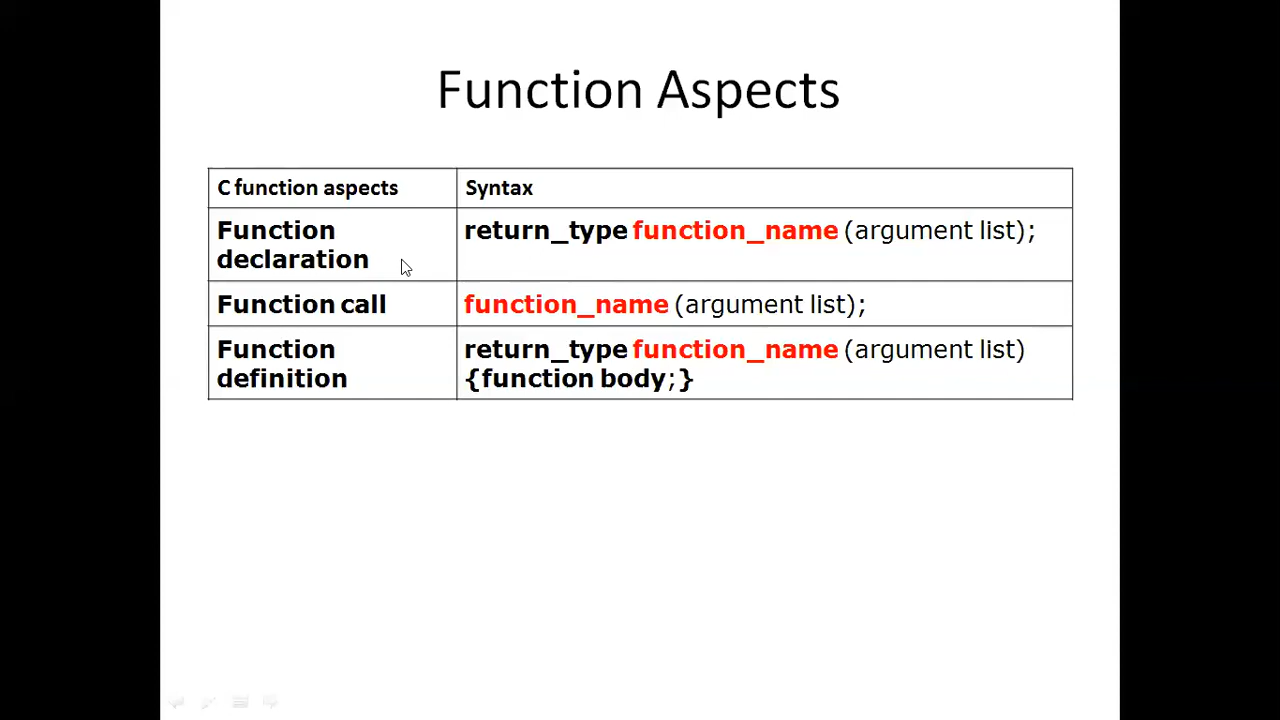 Function Aspects
C function aspects
Syntax
Function
declaration
return_type function_name (argument list);
Function call
function_name (argument list);
Function
definition
return_type function_name (argument list)
{function body;}